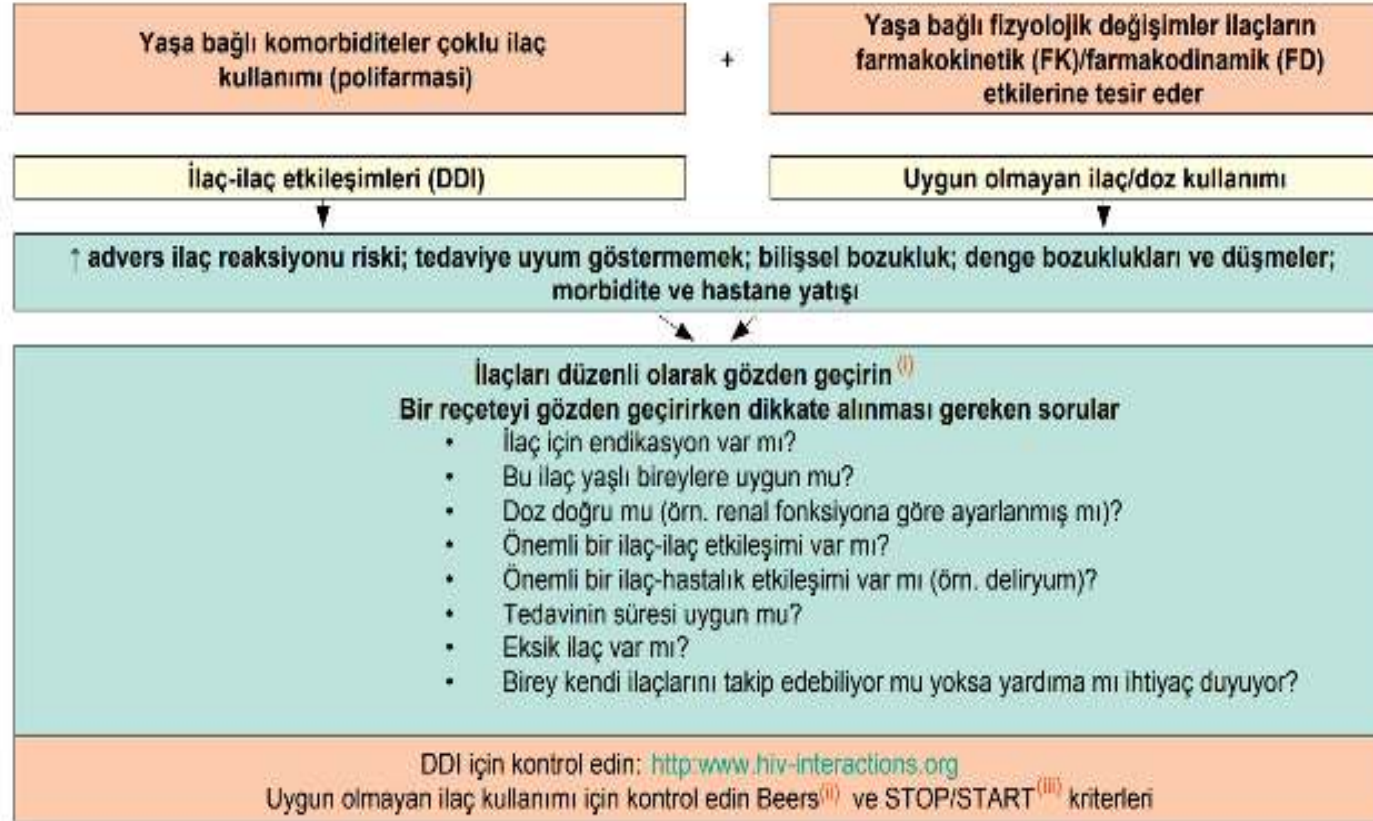 Yaşa bağlı komorbiditeler çoklu ilaç
kullanımı (polifarmasi)
+
Yaşa bağlı fizyolojik değişimler ilaçların
farmakokinetik (FK)/farmakodinamik (FD)
etkilerine tesir eder
İlaç-ilaç etkileşimleri (DDI)
Uygun olmayan ilaç/doz kullanımı
↑ advers ilaç reaksiyonu riski; tedaviye uyum göstermemek; bilişsel bozukluk; denge bozuklukları ve düşmeler;
morbidite ve hastane yatışı
İlaçları düzenli olarak gözden geçirin (i)
Bir reçeteyi gözden geçirirken dikkate alınması gereken sorular
• İlaç için endikasyon var mı?
• Bu ilaç yaşlı bireylere uygun mu?
• Doz doğru mu (örn. renal fonksiyona göre ayarlanmış mı)?
• Önemli bir ilaç-ilaç etkileşimi var mı?
• Önemli bir ilaç-hastalık etkileşimi var mı (örn. deliryum)?
• Tedavinin süresi uygun mu?
• Eksik ilaç var mı?
• Birey kendi ilaçlarını takip edebiliyor mu yoksa yardıma mı ihtiyaç duyuyor?
DDI için kontrol edin: http:www.hiv-interactions.org
Uygun olmayan ilaç kullanımı için kontrol edin Beers(ii) ve STOP/START(iii) kriterleri